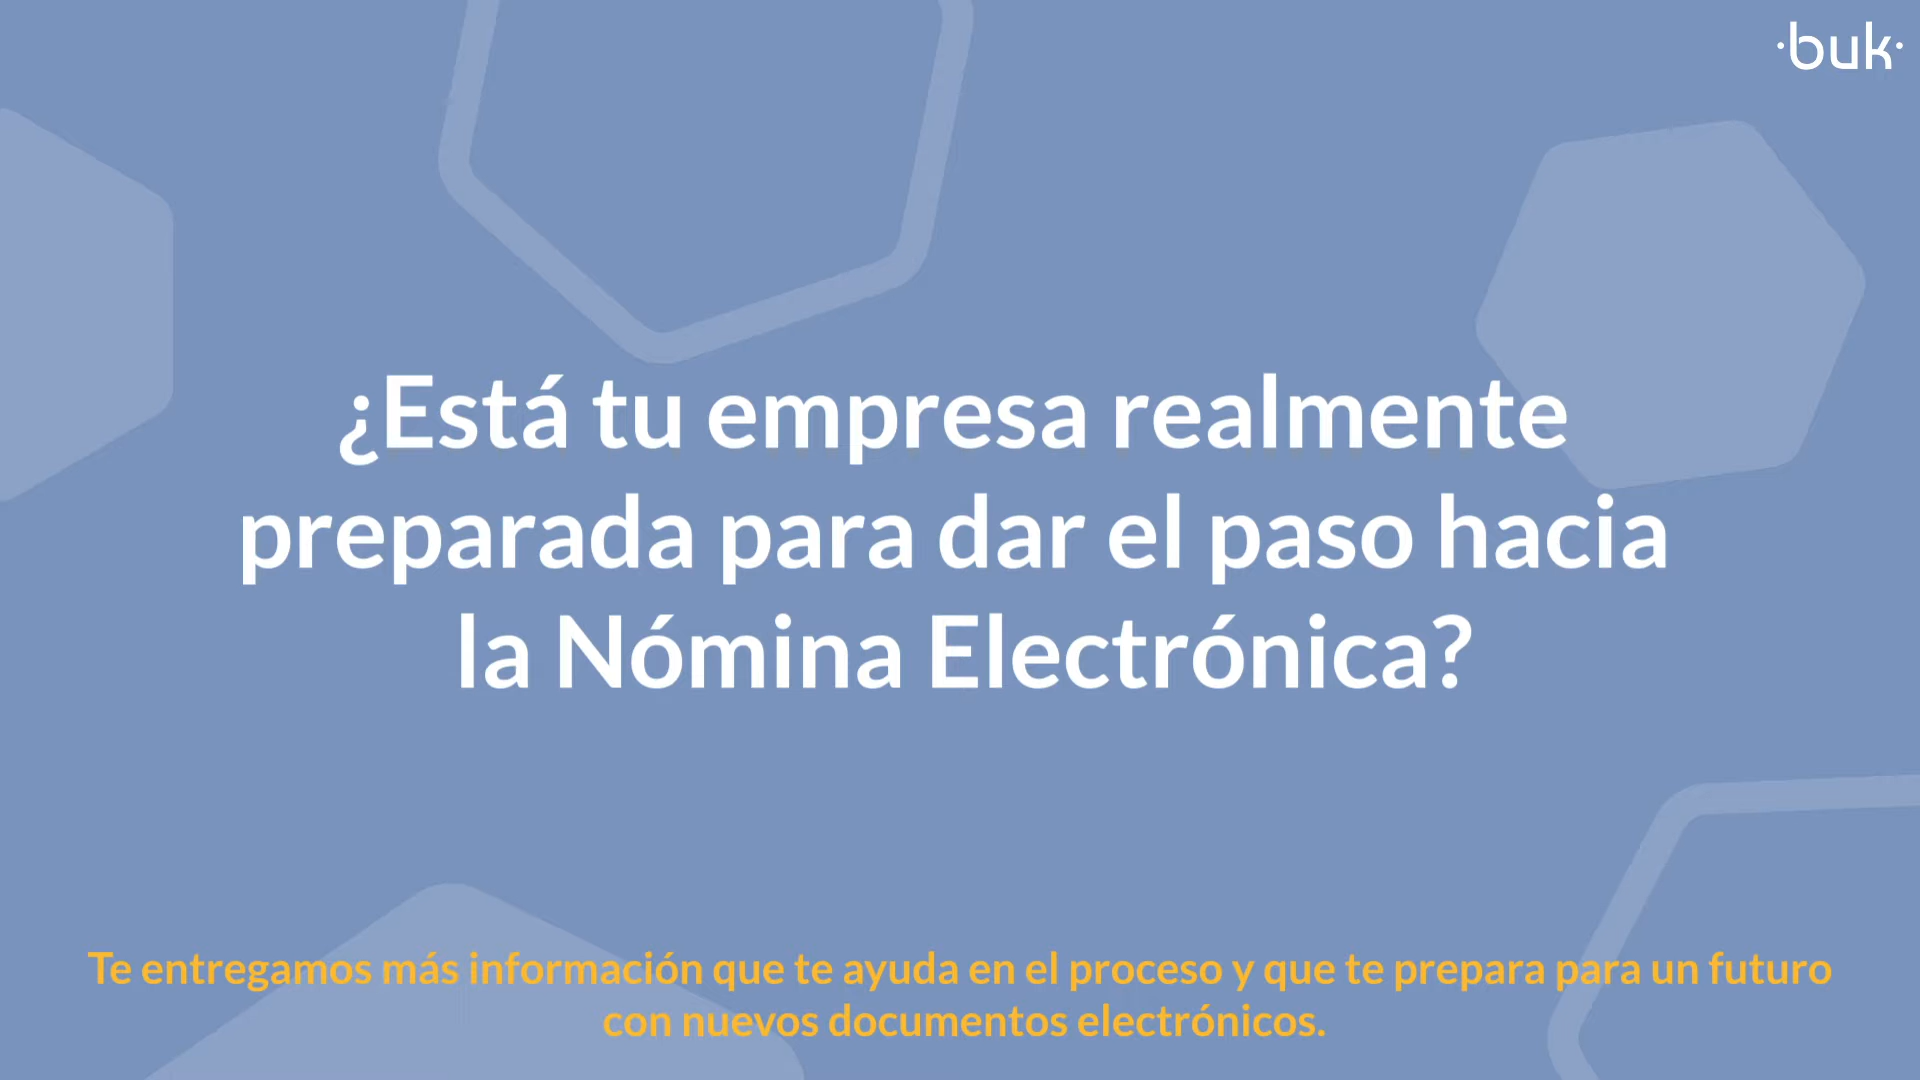 ·buk·
¿Está tu empresa realmente
preparada para dar el paso hacia
la Nómina Electrónica?
Te entregamos más información que te ayuda en el proceso y que te prepara para un futuro
con nuevos documentos electrónicos.